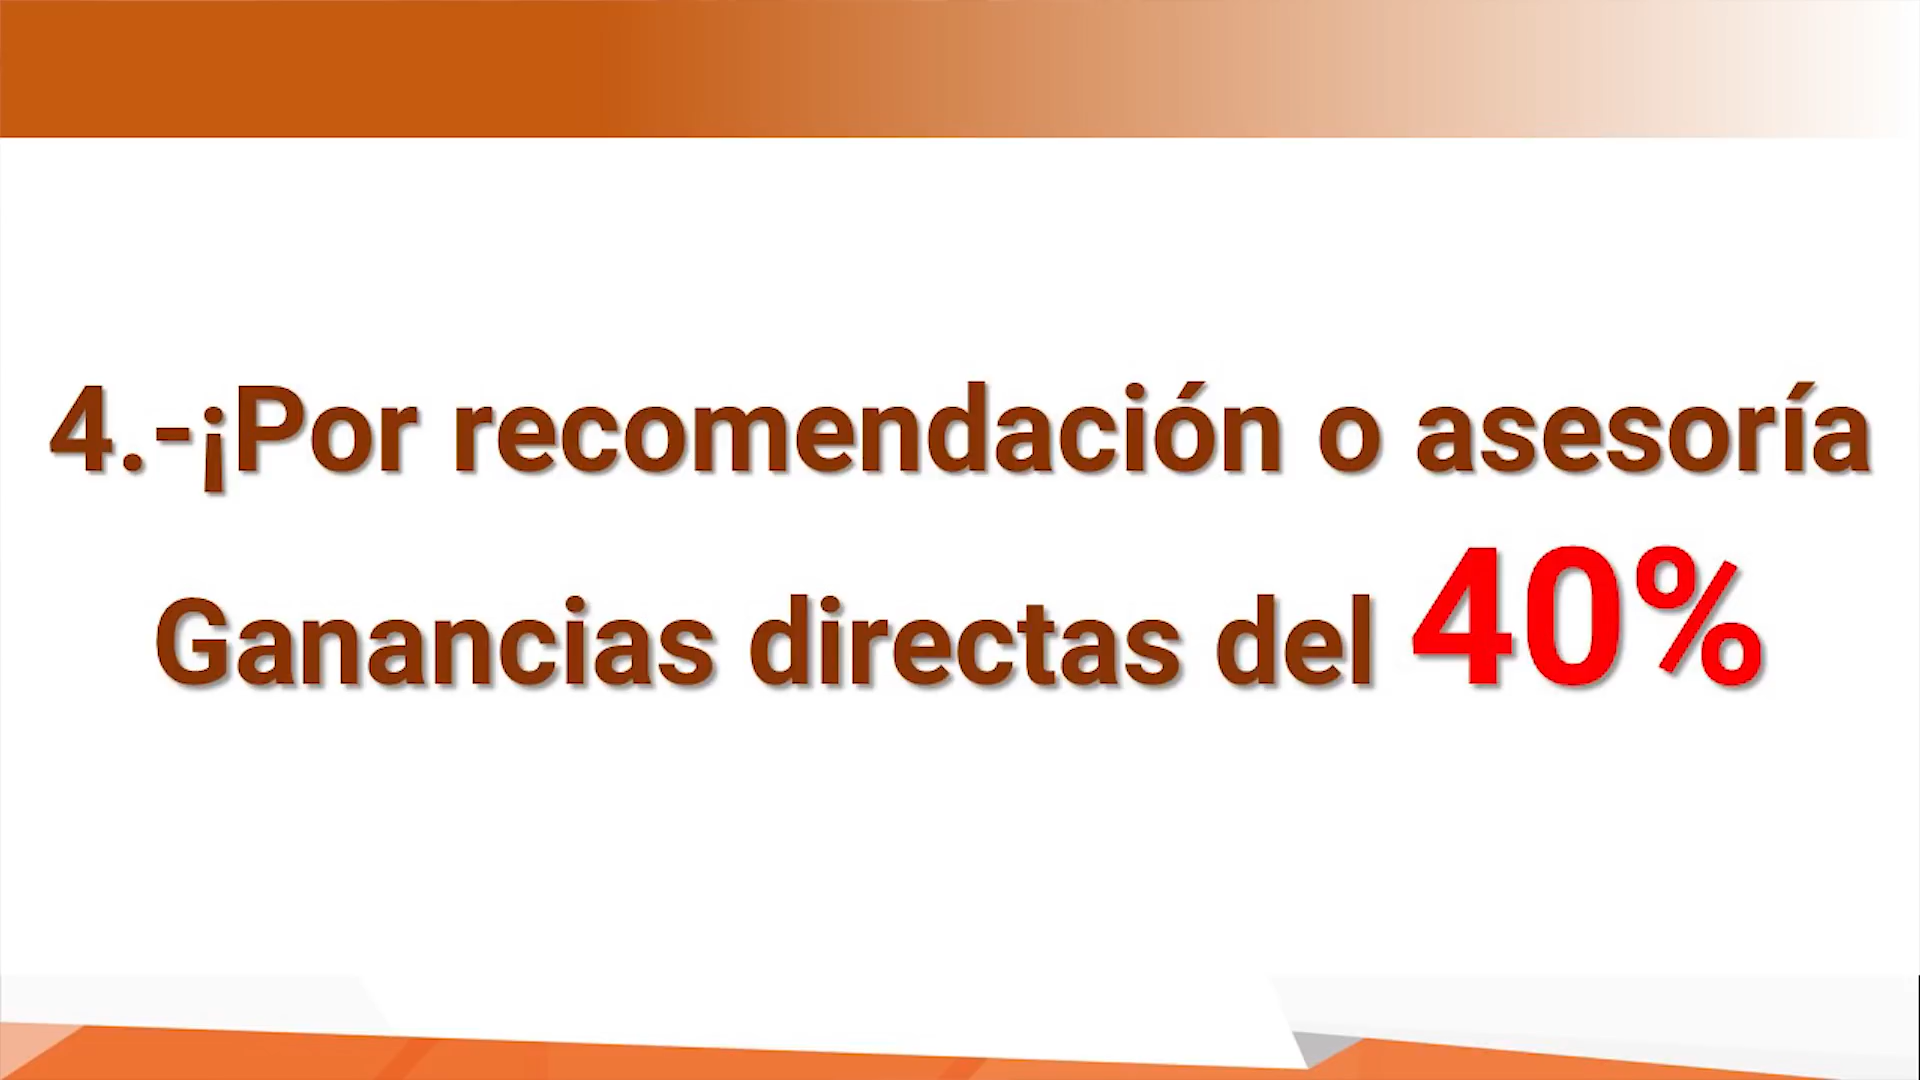 4.-¡Por recomendación o asesoría
Ganancias directas del 40%